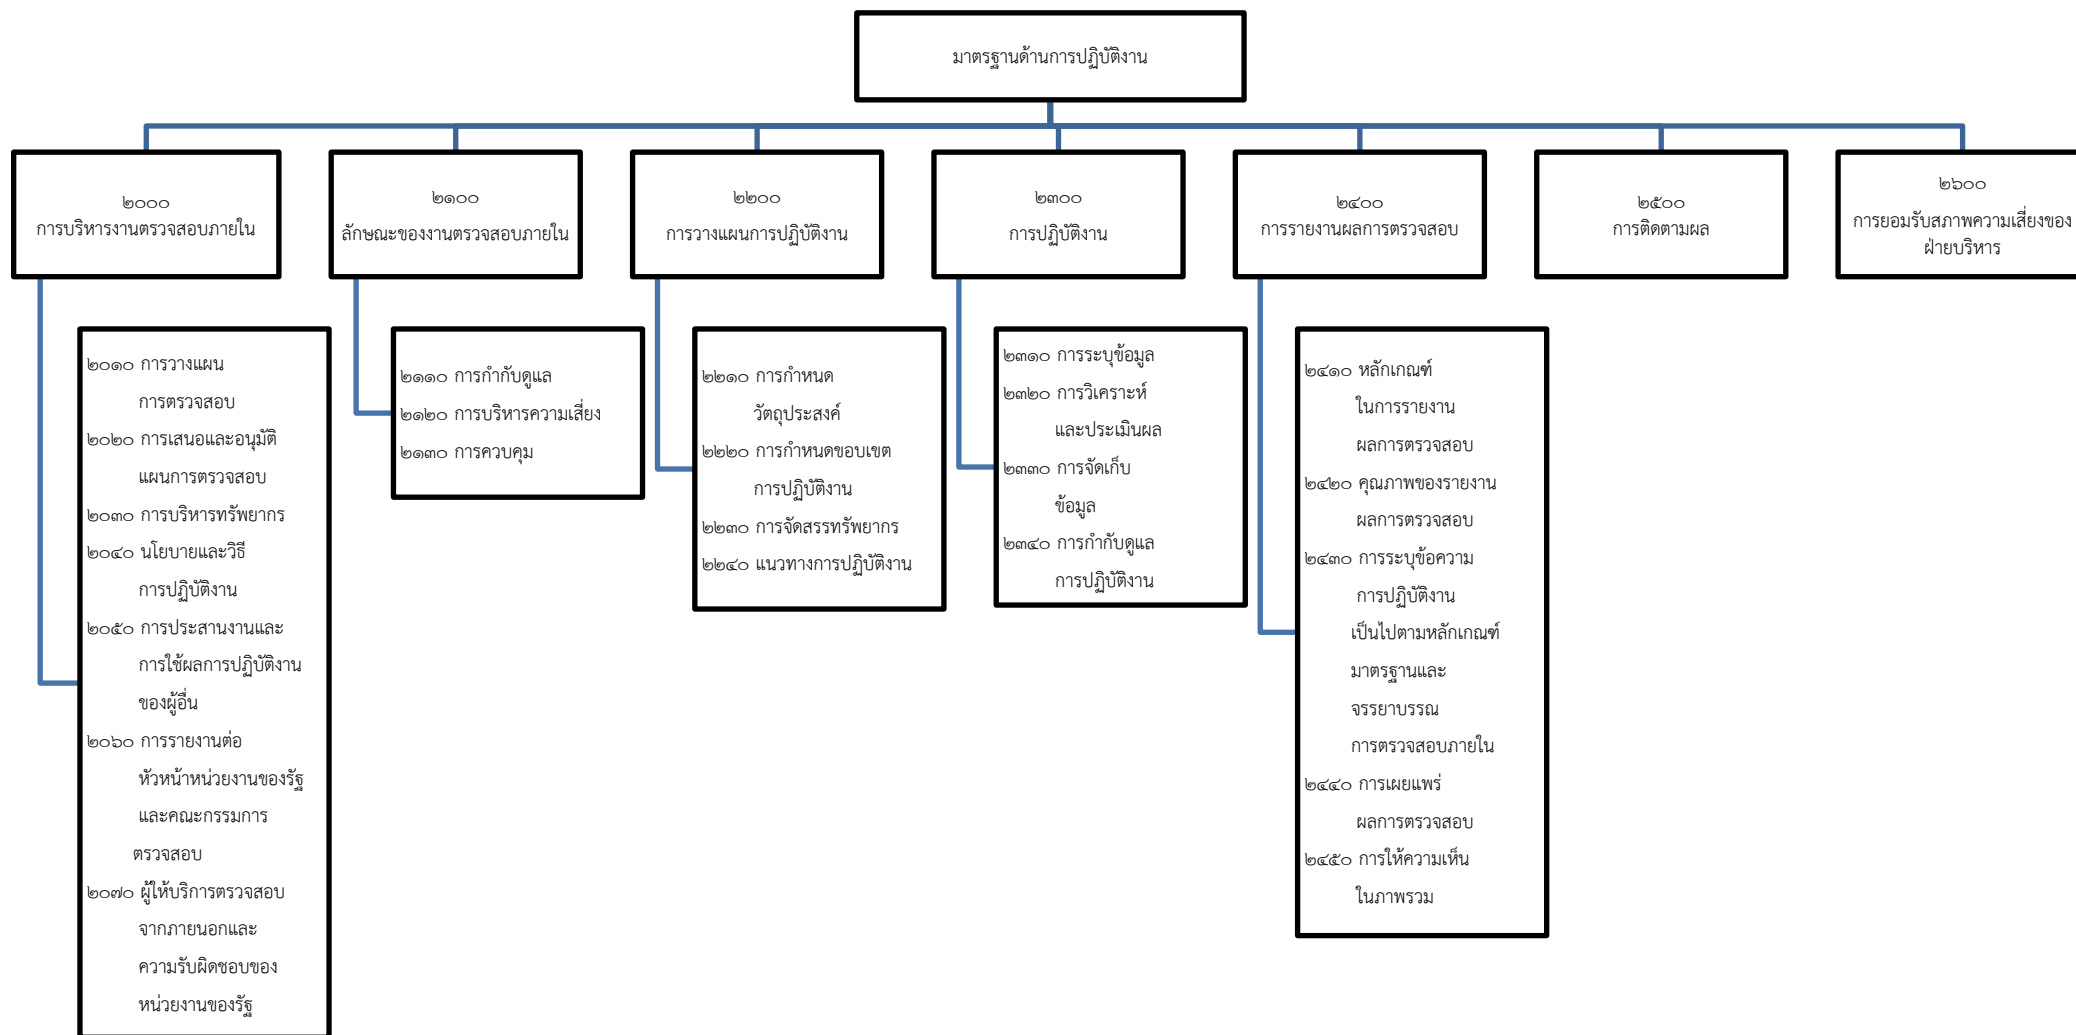 มาตรฐานด้านการปฏิบัติงาน
๒๐๐๐
การบริหารงานตรวจสอบภายใน
๒๑๐๐
ลักษณะของงานตรวจสอบภายใน
๒๒๐๐
การวางแผนการปฏิบัติงาน
๒๓๐๐
การปฏิบัติงาน
๒๔๐๐
การรายงานผลการตรวจสอบ
๒๕๐๐
การติดตามผล
๒๖๐๐
การยอมรับสภาพความเสี่ยงของ
ฝ่ายบริหาร
๒๐๑๐ การวางแผน
การตรวจสอบ
๒๐๒๐ การเสนอและอนุมัติ
แผนการตรวจสอบ
๒๐๓๐ การบริหารทรัพยากร
๒๐๔๐ นโยบายและวิธี
การปฏิบัติงาน
๒๐๕๐ การประสานงานและ
การใช้ผลการปฏิบัติงาน
ของผู้อื่น
๒๐๖๐ การรายงานต่อ
หัวหน้าหน่วยงานของรัฐ
และคณะกรรมการ
ตรวจสอบ
๒๐๗๐ ผู้ให้บริการตรวจสอบ
จากภายนอกและ
ความรับผิดชอบของ
หน่วยงานของรัฐ
๒๑๑๐ การกำกับดูแล
๒๑๒๐ การบริหารความเสี่ยง
๒๑๓๐ การควบคุม
๒๒๑๐ การกำหนด
วัตถุประสงค์
๒๒๒๐ การกำหนดขอบเขต
การปฏิบัติงาน
๒๒๓๐ การจัดสรรทรัพยากร
๒๒๔๐ แนวทางการปฏิบัติงาน
๒๓๑๐ การระบุข้อมูล
๒๓๒๐ การวิเคราะห์
และประเมินผล
๒๓๓๐ การจัดเก็บ
ข้อมูล
๒๓๔๐ การกำกับดูแล
การปฏิบัติงาน
๒๔๑๐ หลักเกณฑ์
ในการรายงาน
ผลการตรวจสอบ
๒๔๒๐ คุณภาพของรายงาน
ผลการตรวจสอบ
๒๔๓๐ การระบุข้อความ
การปฏิบัติงาน
เป็นไปตามหลักเกณฑ์
มาตรฐานและ
จรรยาบรรณ
การตรวจสอบภายใน
๒๔๔๐ การเผยแพร่
ผลการตรวจสอบ
๒๔๕๐ การให้ความเห็น
ในภาพรวม